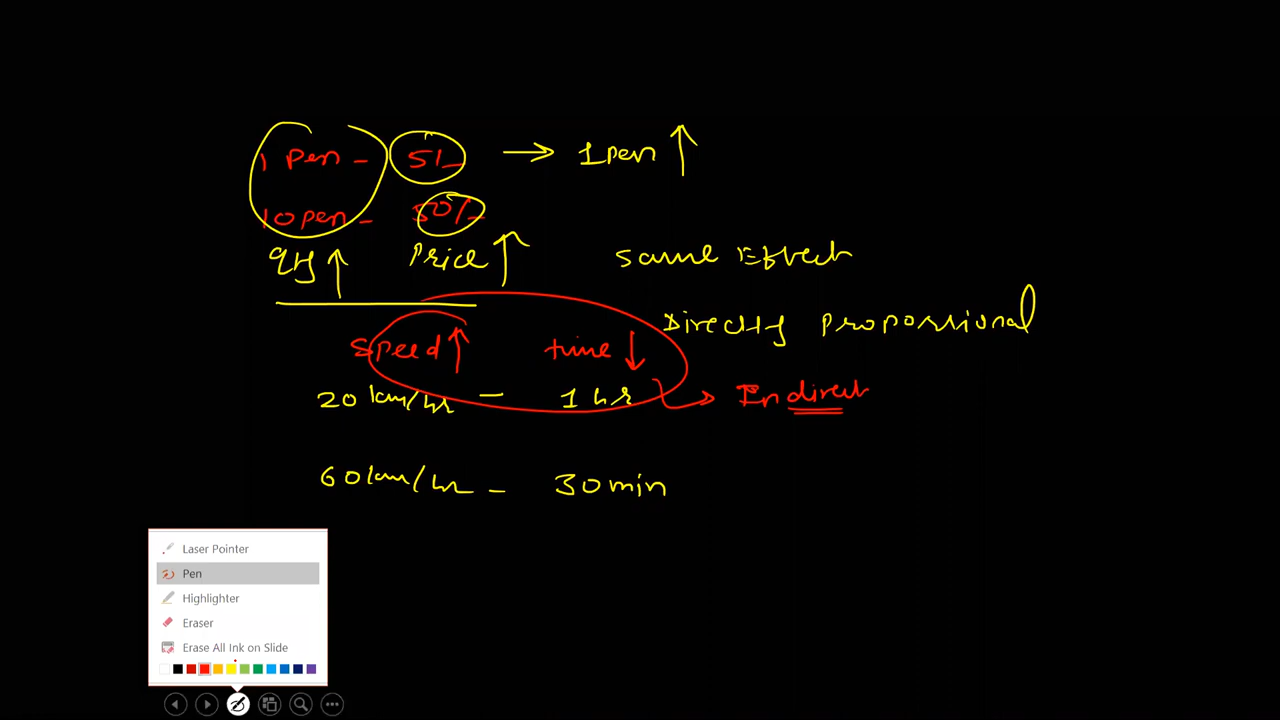 1 pen - 5/- → 1 pen ↑
10 pen - 50/-
qty ↑ Price ↑ same Effect
Directly proporsional
speed ↑ time ↓
20 km/hr - 1 hr → Indirect
60 km/hr - 30 min
Laser Pointer
Pen
Highlighter
Eraser
Erase All Ink on Slide